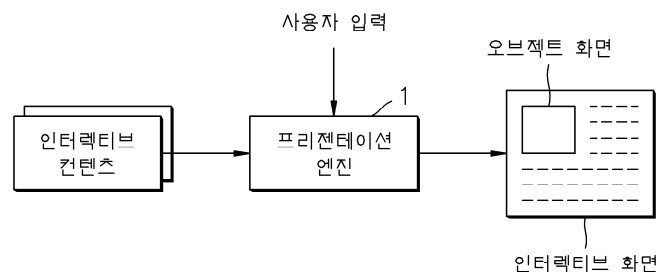 사용자 입력
오브젝트 화면
1
인터렉티브
컨텐츠
프리젠테이션
엔진
인터렉티브 화면